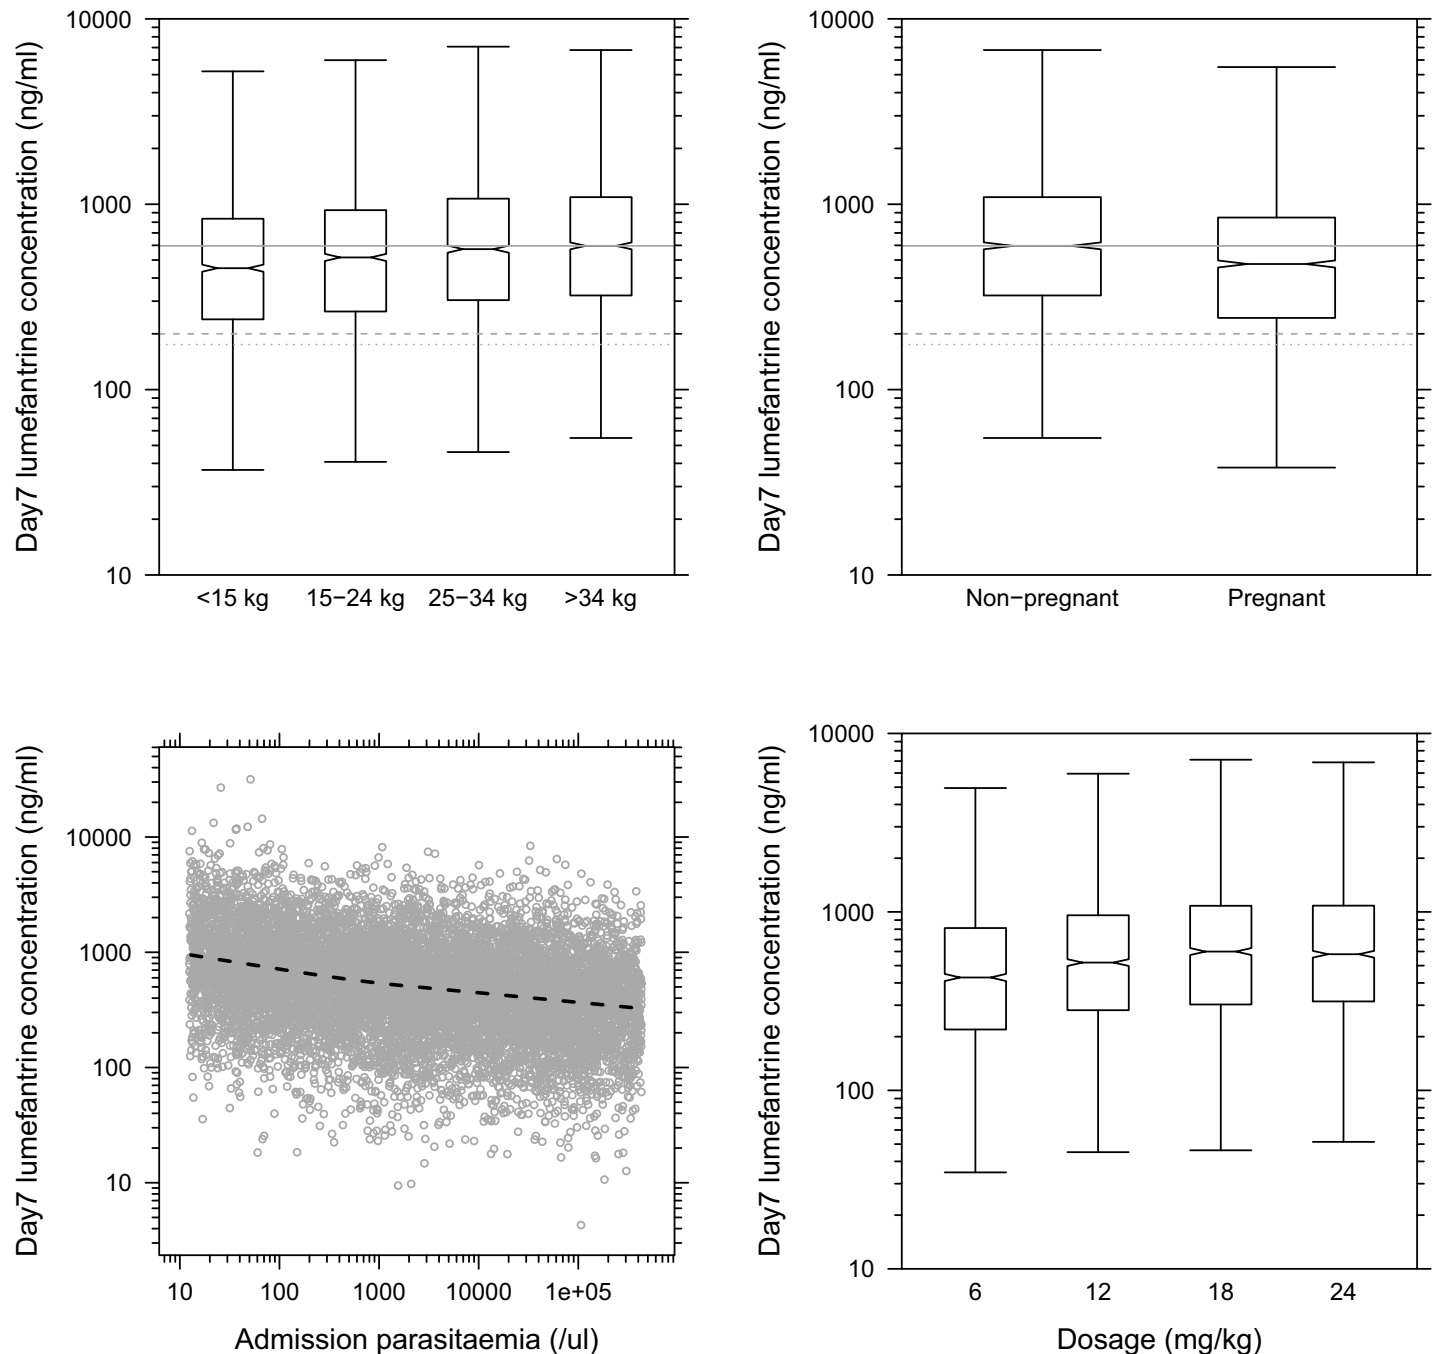 Day7 lumefantrine concentration (ng/ml)
10000
1000
100
10
<15 kg 15−24 kg 25−34 kg >34 kg
Day7 lumefantrine concentration (ng/ml)
10000
1000
100
10
Non−pregnant Pregnant
Day7 lumefantrine concentration (ng/ml)
10000
1000
100
10
10 100 1000 10000 1e+05
Admission parasitaemia (/ul)
Day7 lumefantrine concentration (ng/ml)
10000
1000
100
10
6 12 18 24
Dosage (mg/kg)